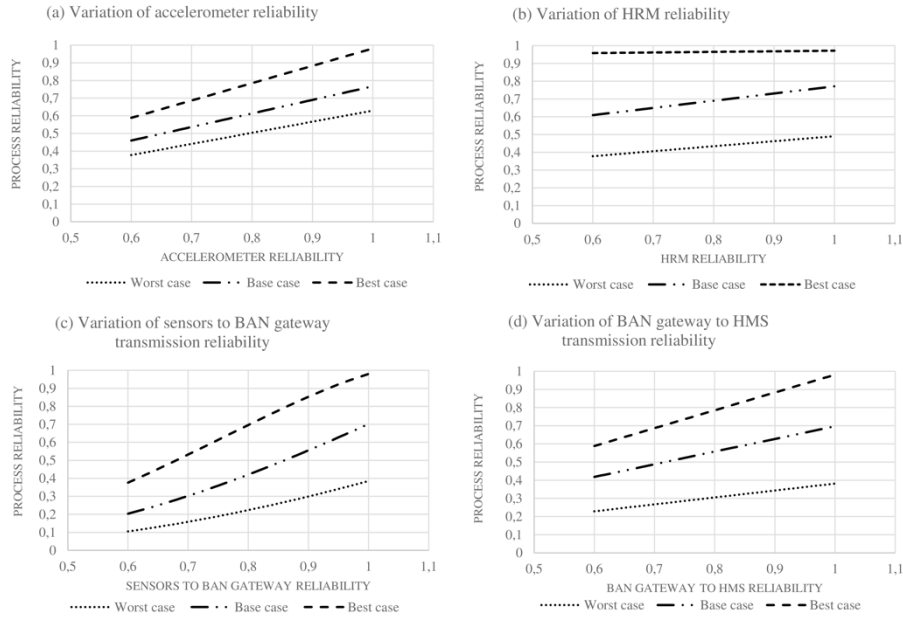 (a) Variation of accelerometer reliability
PROCESS RELIABILITY
1
0,9
0,8
0,7
0,6
0,5
0,4
0,3
0,2
0,1
0
0,5 0,6 0,7 0,8 0,9 1 1,1
ACCELEROMETER RELIABILITY
Worst case Base case Best case
(b) Variation of HRM reliability
PROCESS RELIABILITY
1
0,9
0,8
0,7
0,6
0,5
0,4
0,3
0,2
0,1
0
0,5 0,6 0,7 0,8 0,9 1 1,1
HRM RELIABILITY
Worst case Base case Best case
(c) Variation of sensors to BAN gateway
transmission reliability
PROCESS RELIABILITY
1
0,9
0,8
0,7
0,6
0,5
0,4
0,3
0,2
0,1
0
0,5 0,6 0,7 0,8 0,9 1 1,1
SENSORS TO BAN GATEWAY RELIABILITY
Worst case Base case Best case
(d) Variation of BAN gateway to HMS
transmission reliability
PROCESS RELIABILITY
1
0,9
0,8
0,7
0,6
0,5
0,4
0,3
0,2
0,1
0
0,5 0,6 0,7 0,8 0,9 1 1,1
BAN GATEWAY TO HMS RELIABILITY
Worst case Base case Best case